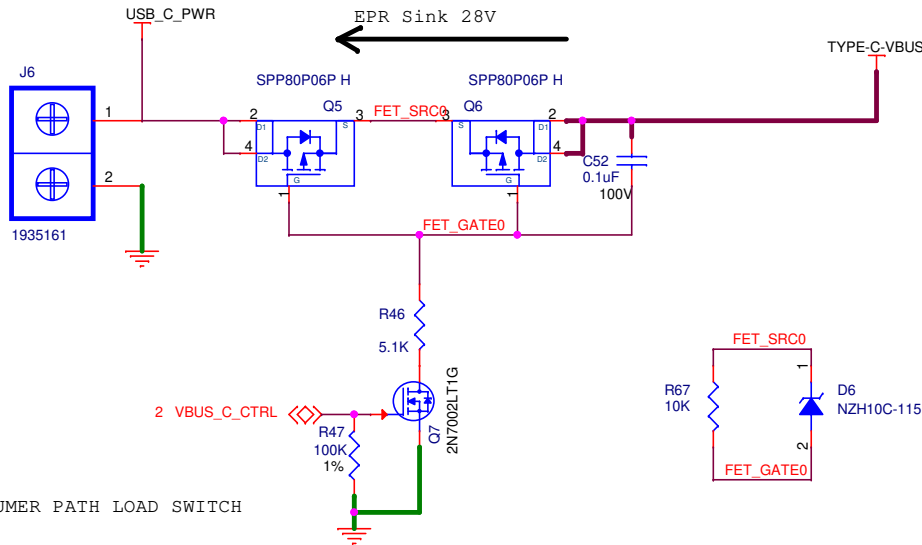 USB_C_PWR
EPR Sink 28V
TYPE-C-VBUS
J6
SPP80P06P H
SPP80P06P H
1
2
Q5
3
FET_SRC0
3
Q6
2
D1
S
S
D1
4
D2
D2
4
C52
0.1uF
100V
G
G
2
1
1
1935161
FET_GATE0
R46
5.1K
FET_SRC0
1
R67
10K
D6
NZH10C-115
2 VBUS_C_CTRL
2N7002LT1G
Q7
R47
100K
1%
2
FET_GATE0
UMER PATH LOAD SWITCH